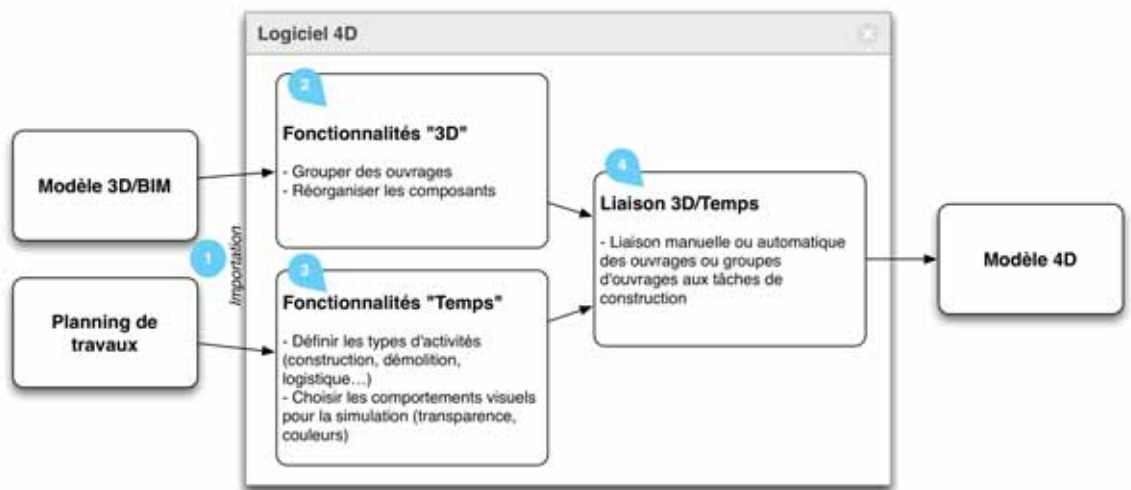 Logiciel 4D
2
Fonctionnalités "3D"
- Grouper des ouvrages
- Réorganiser les composants
Modèle 3D/BIM
1
Importation
Planning de
travaux
3
Fonctionnalités "Temps"
- Définir les types d'activités
(construction, démolition,
logistique…)
- Choisir les comportements visuels
pour la simulation (transparence,
couleurs)
4
Liaison 3D/Temps
- Liaison manuelle ou automatique
des ouvrages ou groupes
d'ouvrages aux tâches de
construction
Modèle 4D